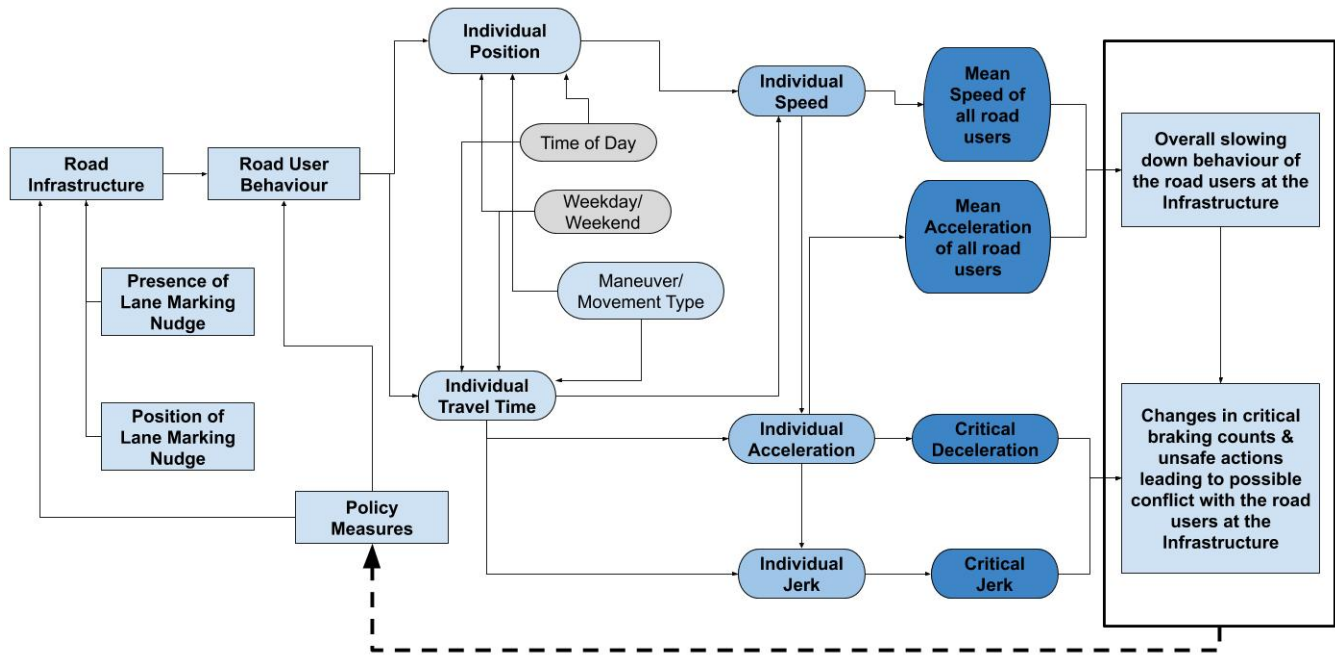 Individual
Position
Individual
Speed
Mean
Speed of
all road
users
Time of Day
Overall slowing
down behaviour of
the road users at the
Infrastructure
Road
Infrastructure
Road User
Behaviour
Weekday/
Weekend
Mean
Acceleration
of all road
users
Presence of
Lane Marking
Nudge
Maneuver/
Movement Type
Individual
Travel Time
Position of
Lane Marking
Nudge
Individual
Acceleration
Critical
Deceleration
Changes in critical
braking counts &
unsafe actions
leading to possible
conflict with the road
users at the
Infrastructure
Policy
Measures
Individual
Jerk
Critical
Jerk